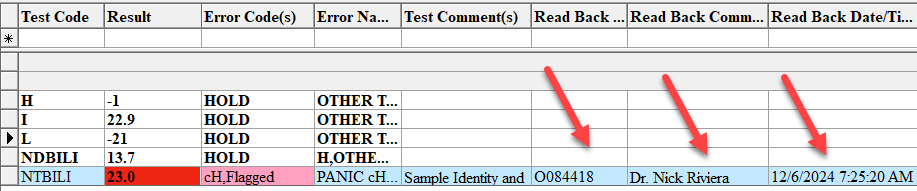 Test Code Result Error Code(s) Error Na... Test Comment(s) Read Back ... Read Back Comm... Read Back Date/Ti...
*
H -1 HOLD OTHER T...
I 22.9 HOLD OTHER T...
L -21 HOLD OTHER T...
NDBILI 13.7 HOLD H,OTHE...
NTBILI 23.0 cH,Flagged PANIC cH... Sample Identity and O084418 Dr. Nick Riviera 12/6/2024 7:25:20 AM